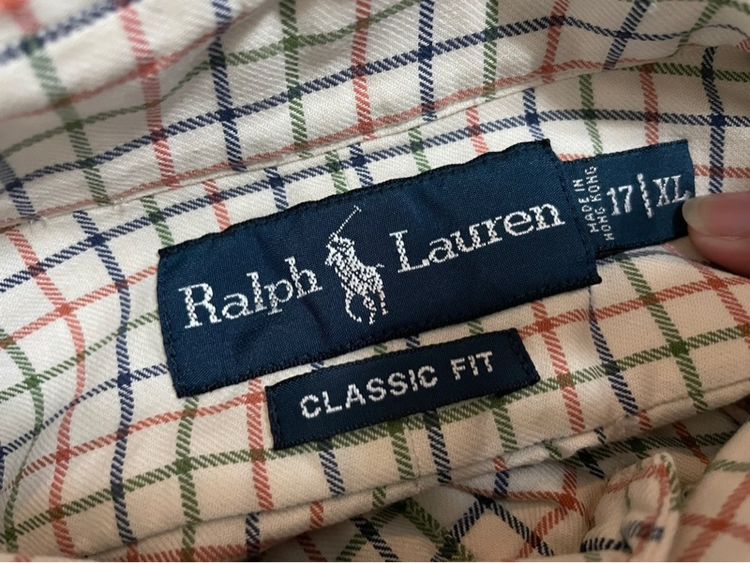 Ralph Lauren
MADE IN
HONG KONG
17 XL
CLASSIC FIT